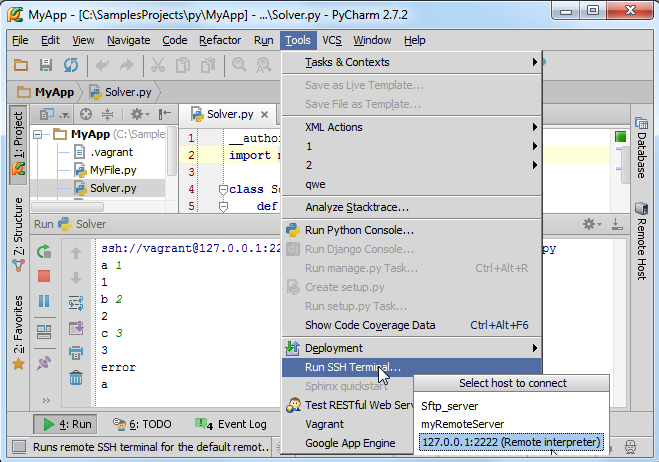 MyApp - [C:\SamplesProjects\py\MyApp] - ...\Solver.py - PyCharm 2.7.2
File Edit View Navigate Code Refactor Run Tools VCS Window Help
MyApp Solver.py
1: Project
Z: Structure
2: Favorites
MyApp (C:\Sample
.vagrant
MyFile.py
Solver.py
Solver.py
1 __author
2 import
3
4 class So
5 def
Tasks & Contexts
Save as Live Template...
Save File as Template...
XML Actions
1
2
qwe
Analyze Stacktrace...
Run Python Console...
Run Django Console...
Run manage.py Task... Ctrl+Alt+R
Create setup.py
Run setup.py Task...
Show Code Coverage Data Ctrl+Alt+F6
Deployment
Run SSH Terminal...
Sphinx quickstart
Test RESTful Web Serv
Vagrant
Google App Engine
Select host to connect
Sftp_server
myRemoteServer
127.0.0.1:2222 (Remote interpreter)
Database
Remote Host
Run Solver
ssh://vagrant@127.0.0.1:222
py
a 1
1
b 2
2
c 3
3
error
a
4: Run 6: TODO 4 Event Log
Runs remote SSH terminal for the default remot...